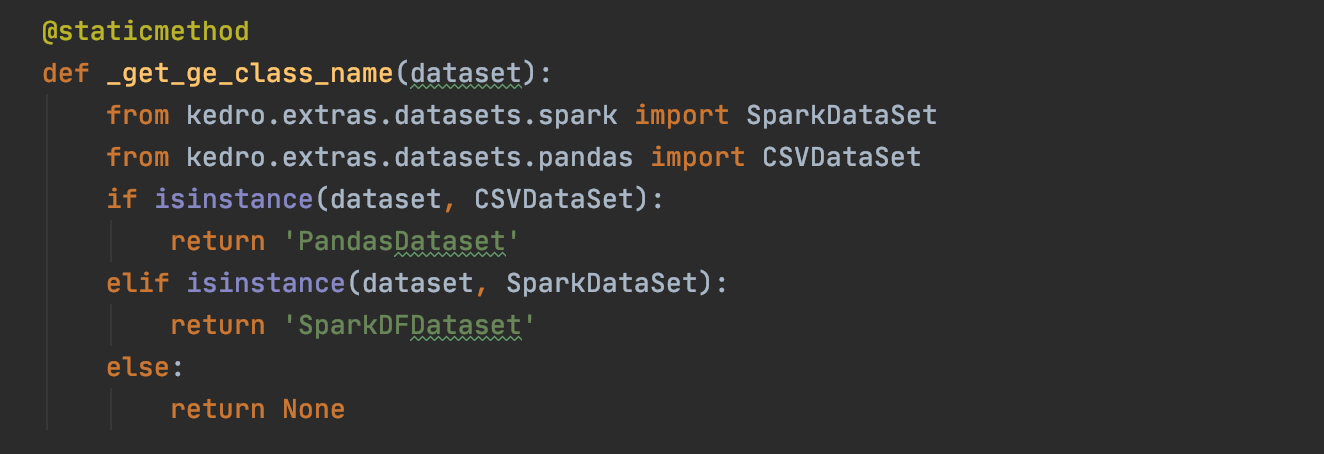 @staticmethod
def _get_ge_class_name(dataset):
    from kedro.extras.datasets.spark import SparkDataSet
    from kedro.extras.datasets.pandas import CSVDataSet
    if isinstance(dataset, CSVDataSet):
        return 'PandasDataset'
    elif isinstance(dataset, SparkDataSet):
        return 'SparkDFDataset'
    else:
        return None